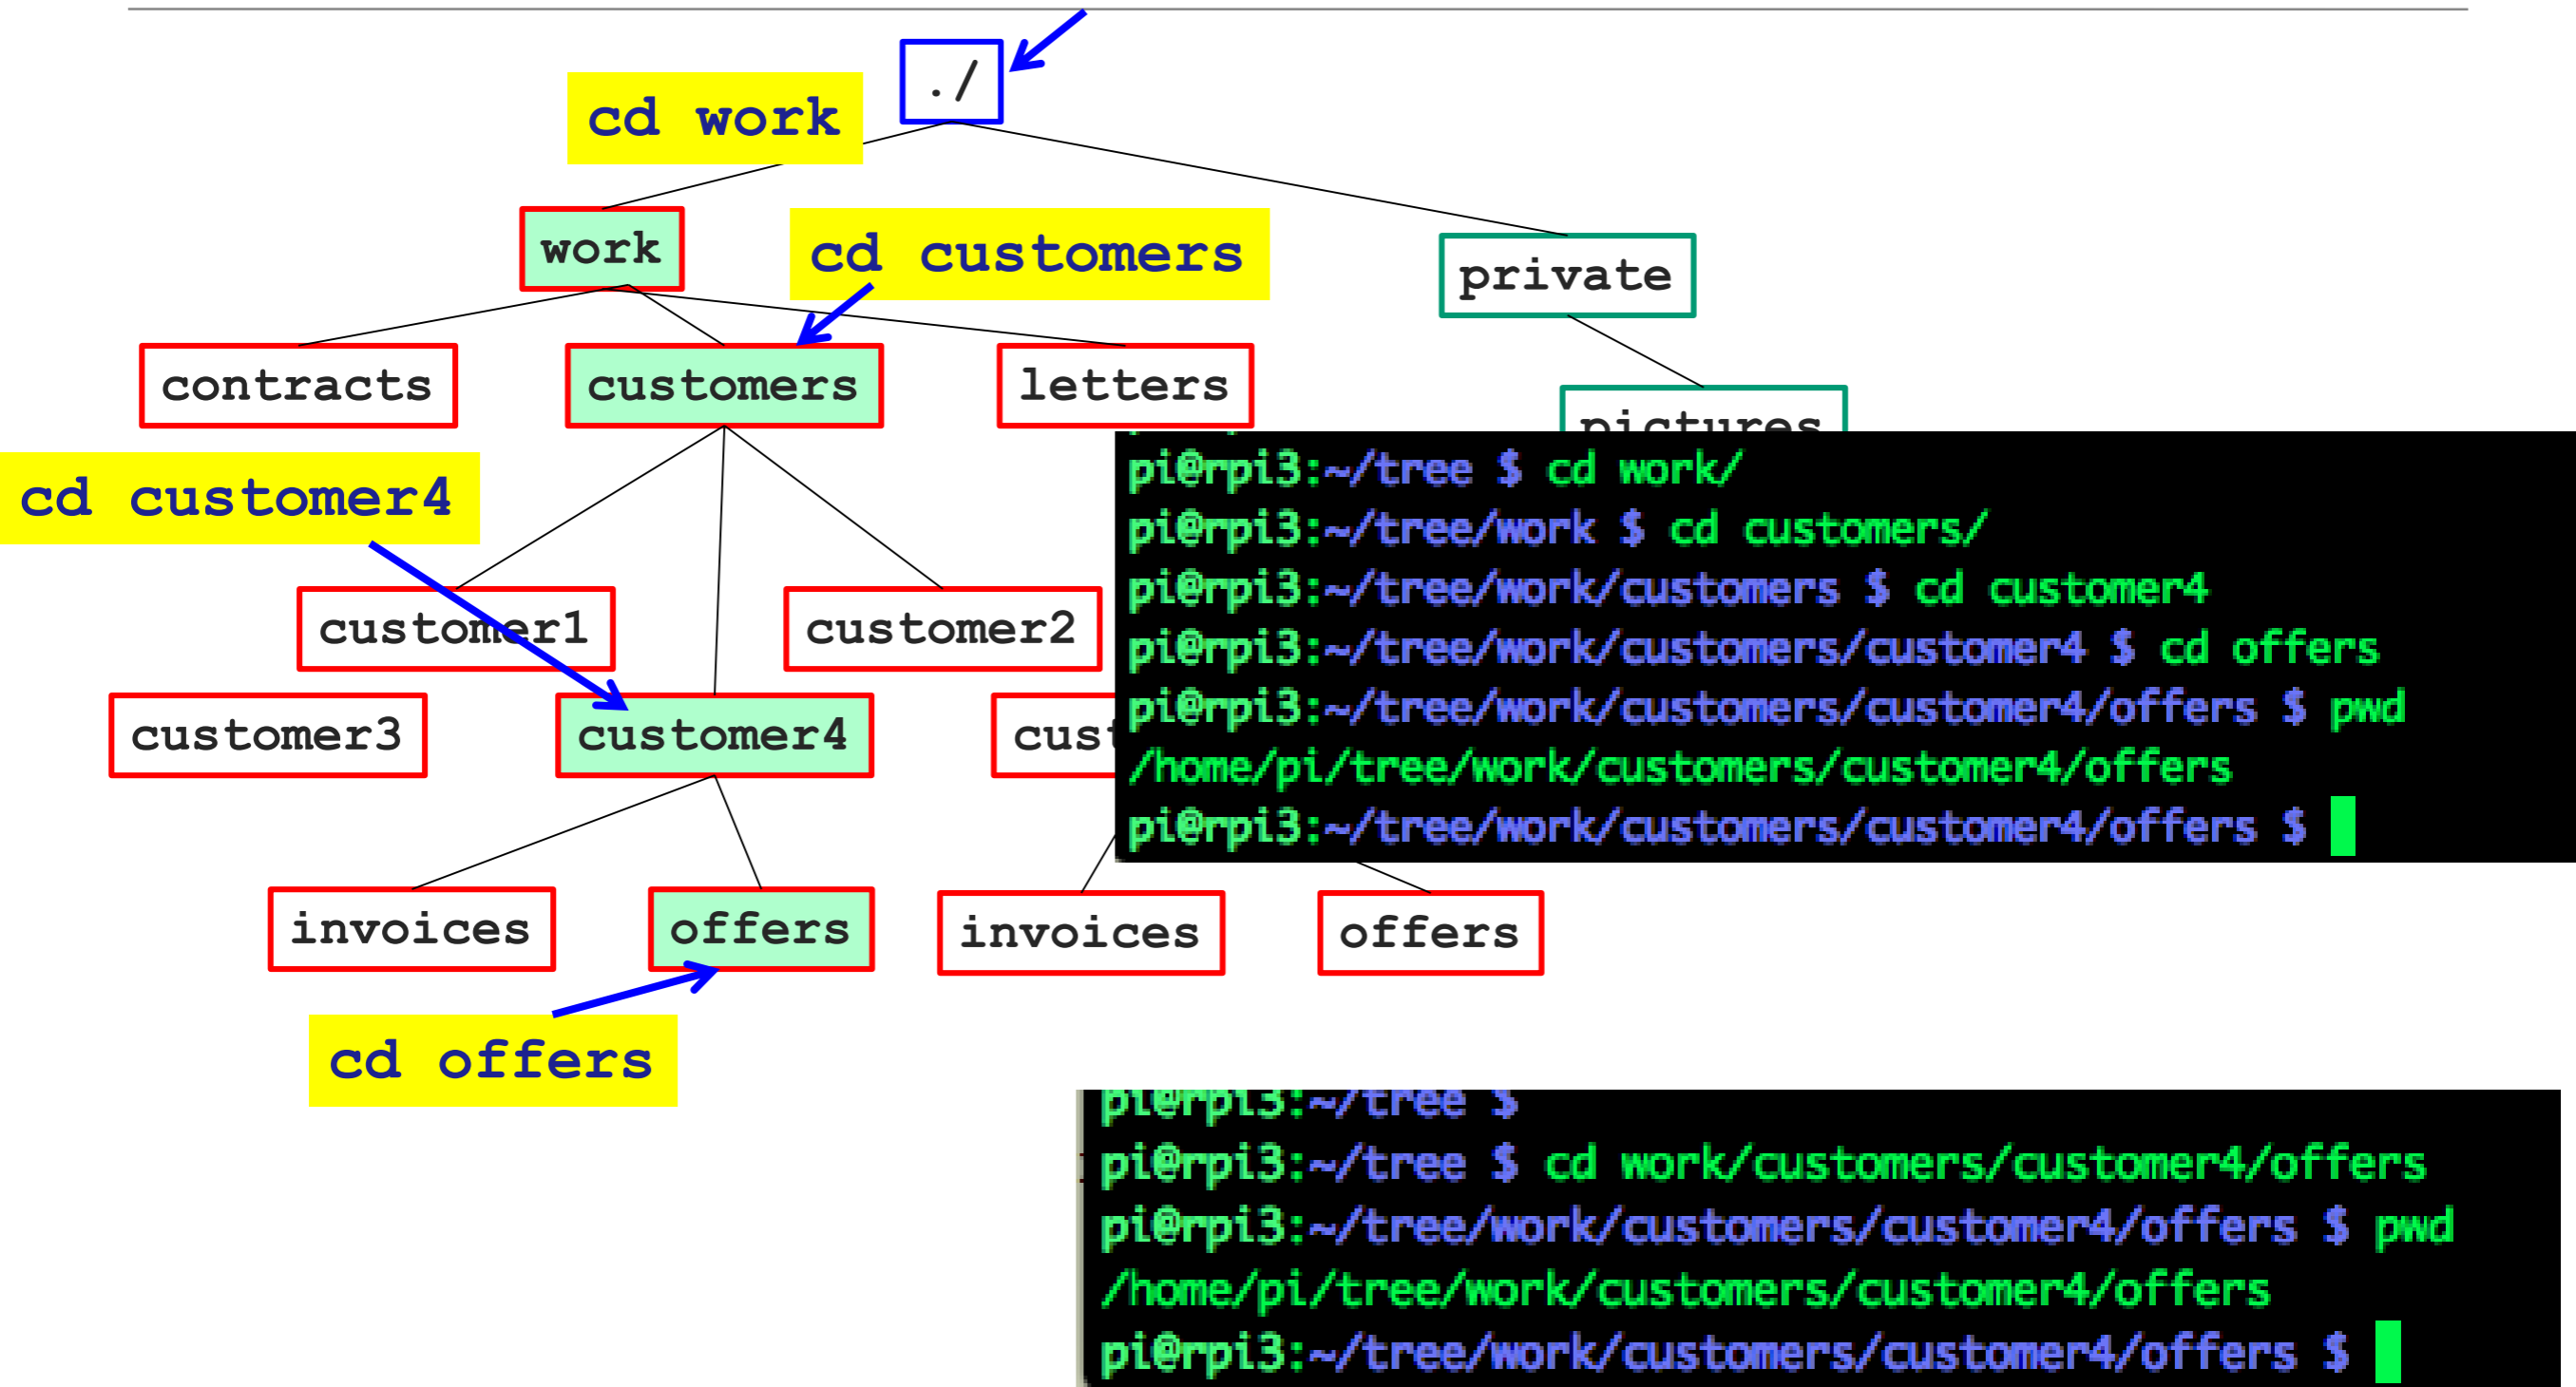 ./
cd work
work
cd customers
private
contracts
customers
letters
pictures
cd customer4
customer1
customer2
customer3
customer4
invoices
offers
invoices
offers
cd offers
pi@rpi3:~/tree $ cd work/
pi@rpi3:~/tree/work $ cd customers/
pi@rpi3:~/tree/work/customers $ cd customer4
pi@rpi3:~/tree/work/customers/customer4 $ cd offers
pi@rpi3:~/tree/work/customers/customer4/offers $ pwd
/home/pi/tree/work/customers/customer4/offers
pi@rpi3:~/tree/work/customers/customer4/offers $
pi@rpi3:~/tree $
pi@rpi3:~/tree $ cd work/customers/customer4/offers
pi@rpi3:~/tree/work/customers/customer4/offers $ pwd
/home/pi/tree/work/customers/customer4/offers
pi@rpi3:~/tree/work/customers/customer4/offers $